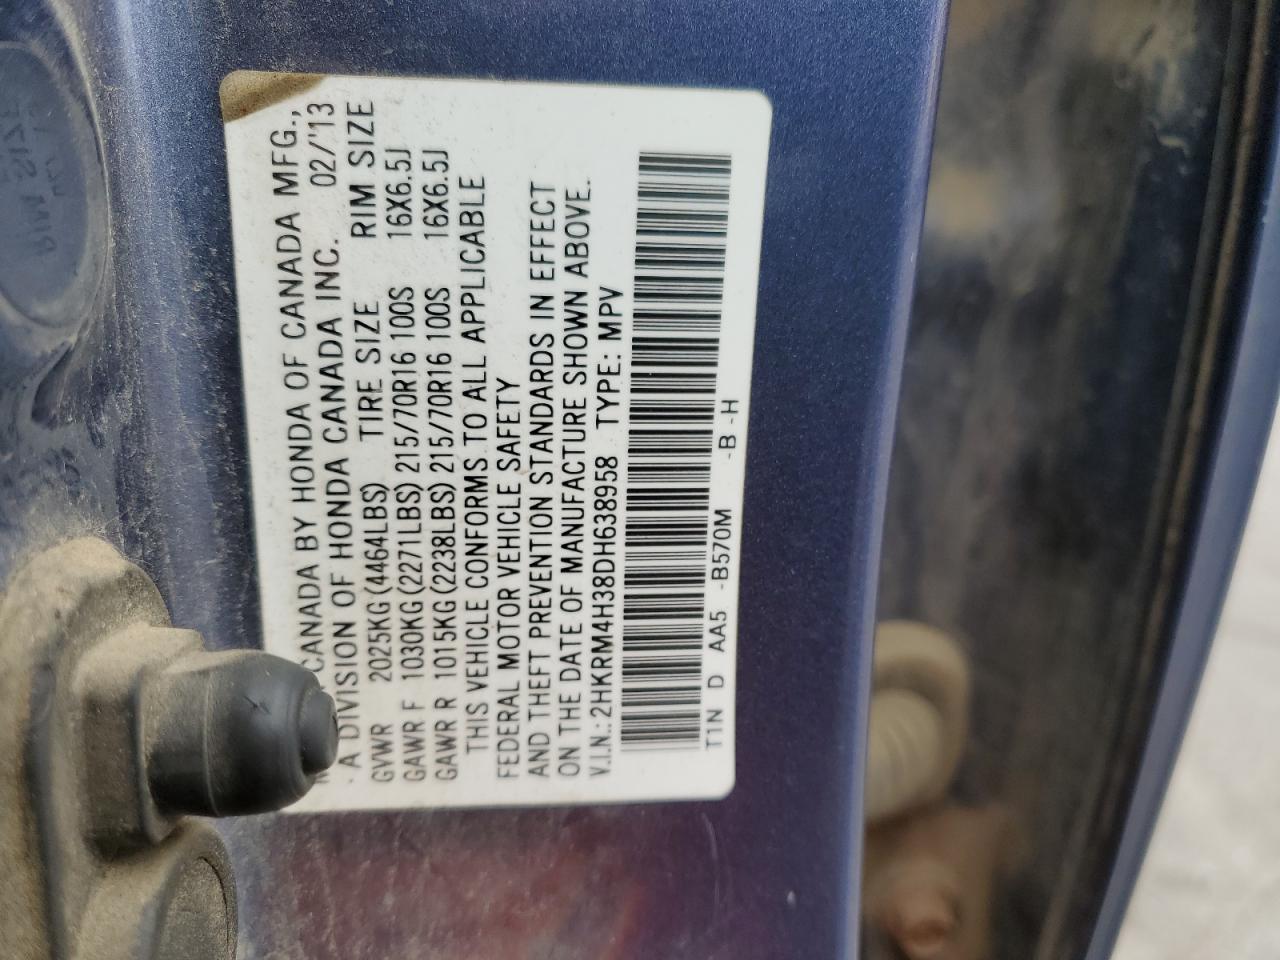 CANADA BY HONDA OF CANADA MFG.,
A DIVISION OF HONDA CANADA INC. 02/'13
GVWR 2025KG(4464LBS) TIRE SIZE RIM SIZE
GAWR F 1030KG(2271LBS) 215/70R16 100S 16X6.5J
GAWR R 1015KG(2238LBS) 215/70R16 100S 16X6.5J
THIS VEHICLE CONFORMS TO ALL APPLICABLE
FEDERAL MOTOR VEHICLE SAFETY
AND THEFT PREVENTION STANDARDS IN EFFECT
ON THE DATE OF MANUFACTURE SHOWN ABOVE.
V.I.N.: 2HKRM4H38DH638958 TYPE: MPV
T1N D AA5 -B570M -B -H